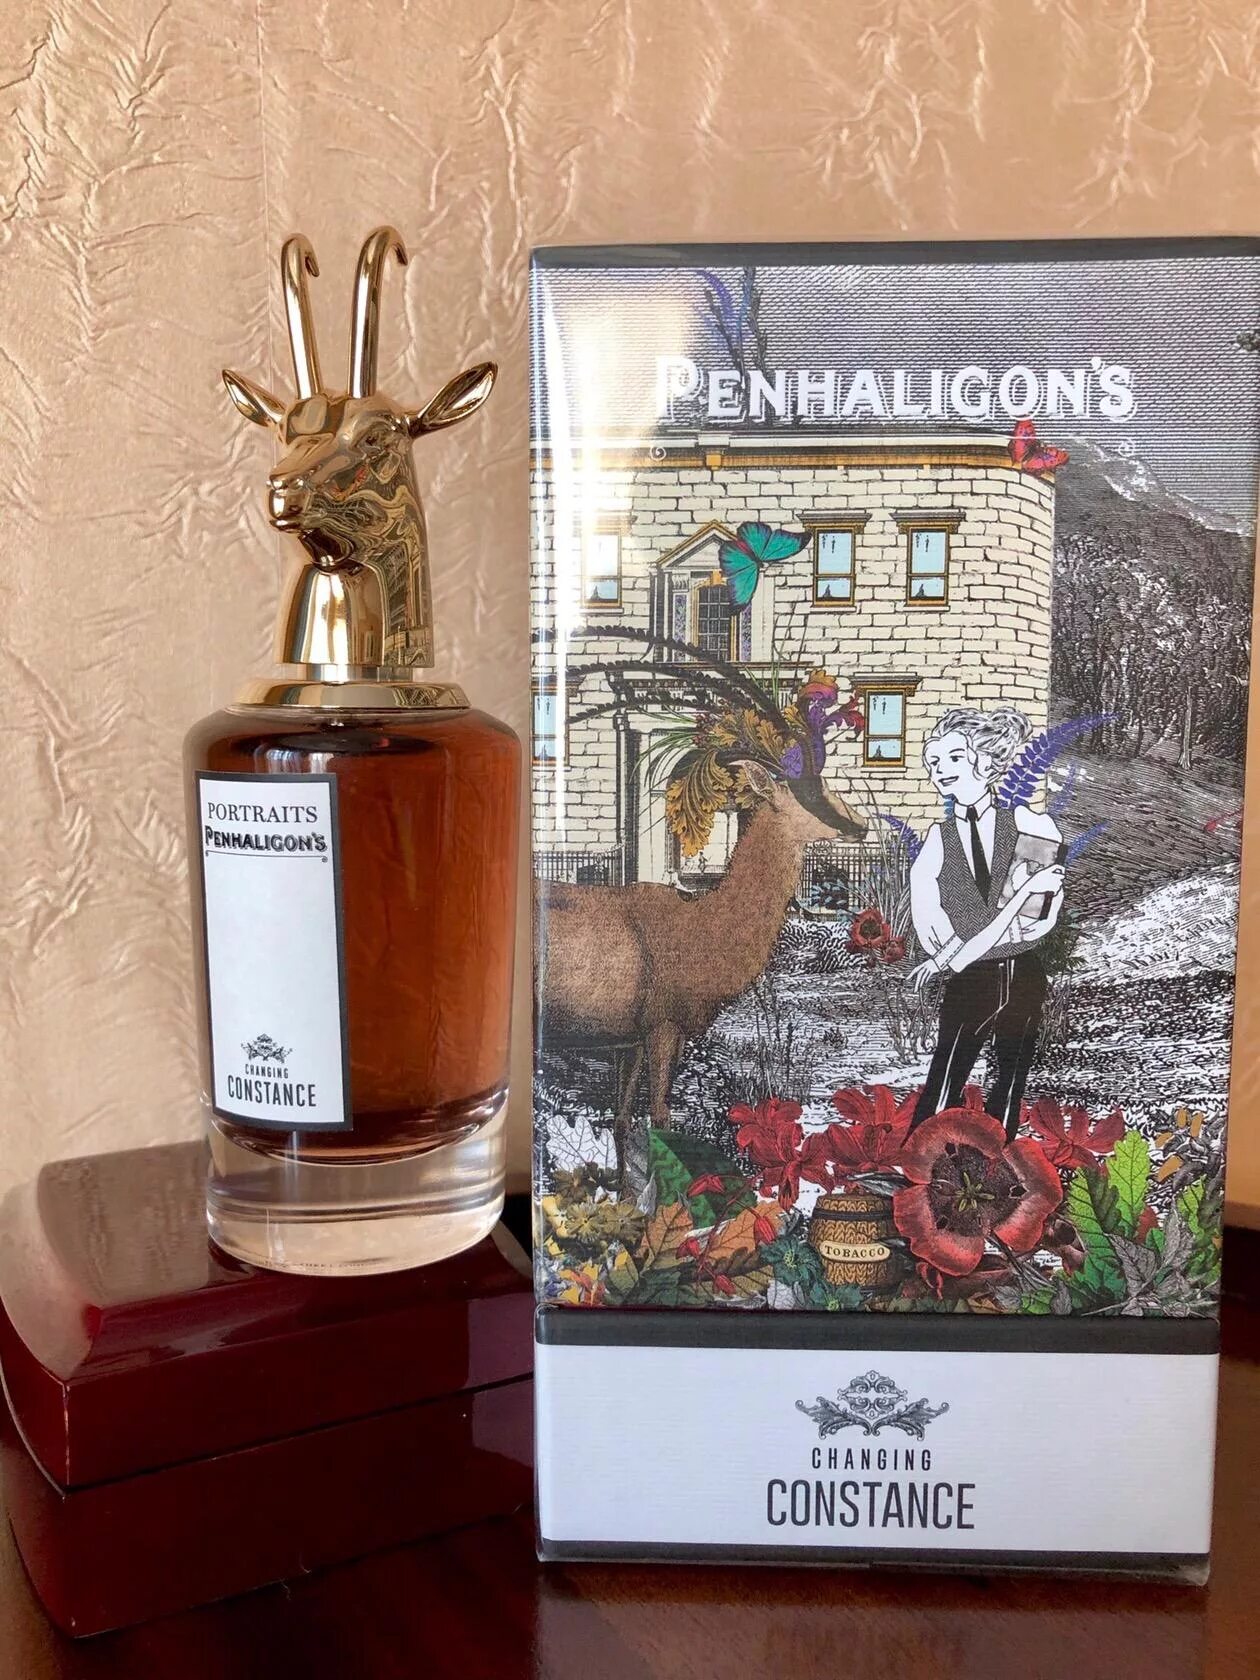 PORTRAITS
PENHALIGON'S
CHANGING
CONSTANCE
PENHALIGON'S
TOBACCO
CHANGING
CONSTANCE